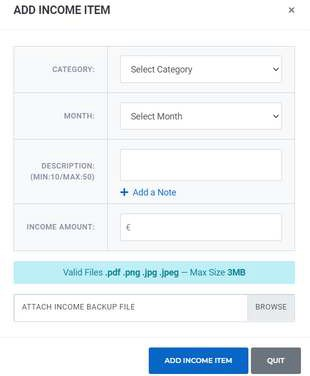 ADD INCOME ITEM ×
CATEGORY: Select Category
MONTH: Select Month
DESCRIPTION:
(MIN:10/MAX:50)
+ Add a Note
INCOME AMOUNT: €
Valid Files .pdf .png .jpg .jpeg — Max Size 3MB
ATTACH INCOME BACKUP FILE BROWSE
ADD INCOME ITEM QUIT